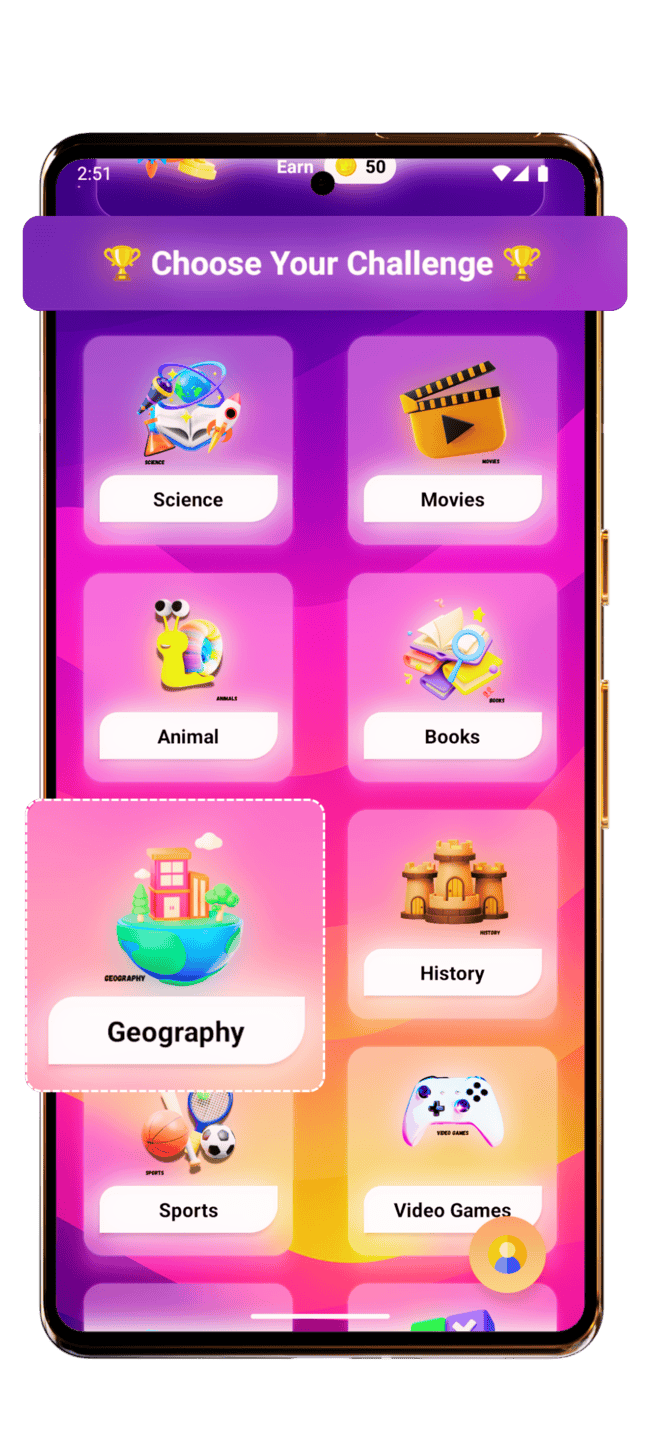 2:51
Earn 50
🏆 Choose Your Challenge 🏆
SCIENCE
MOVIES
Science
Movies
ANIMALS
BOOKS
Animal
Books
GEOGRAPHY
HISTORY
Geography
History
SPORTS
VIDEO GAMES
Sports
Video Games